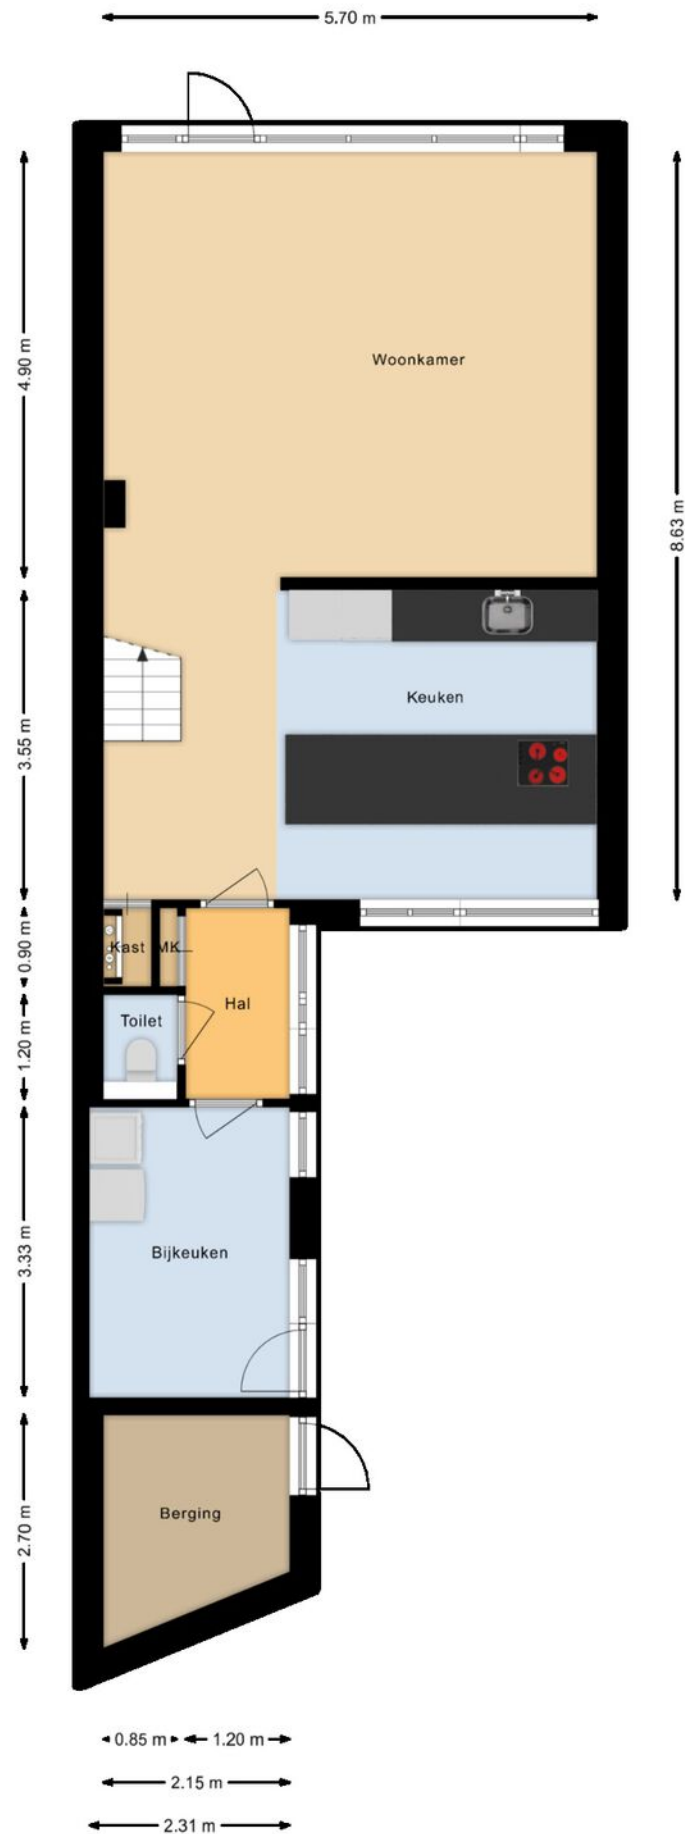 5.70 m
4.90 m
Woonkamer
8.63 m
3.55 m
Keuken
0.90 m
Kast
MK
Hal
1.20 m
Toilet
3.33 m
Bijkeuken
2.70 m
Berging
0.85 m
1.20 m
2.15 m
2.31 m